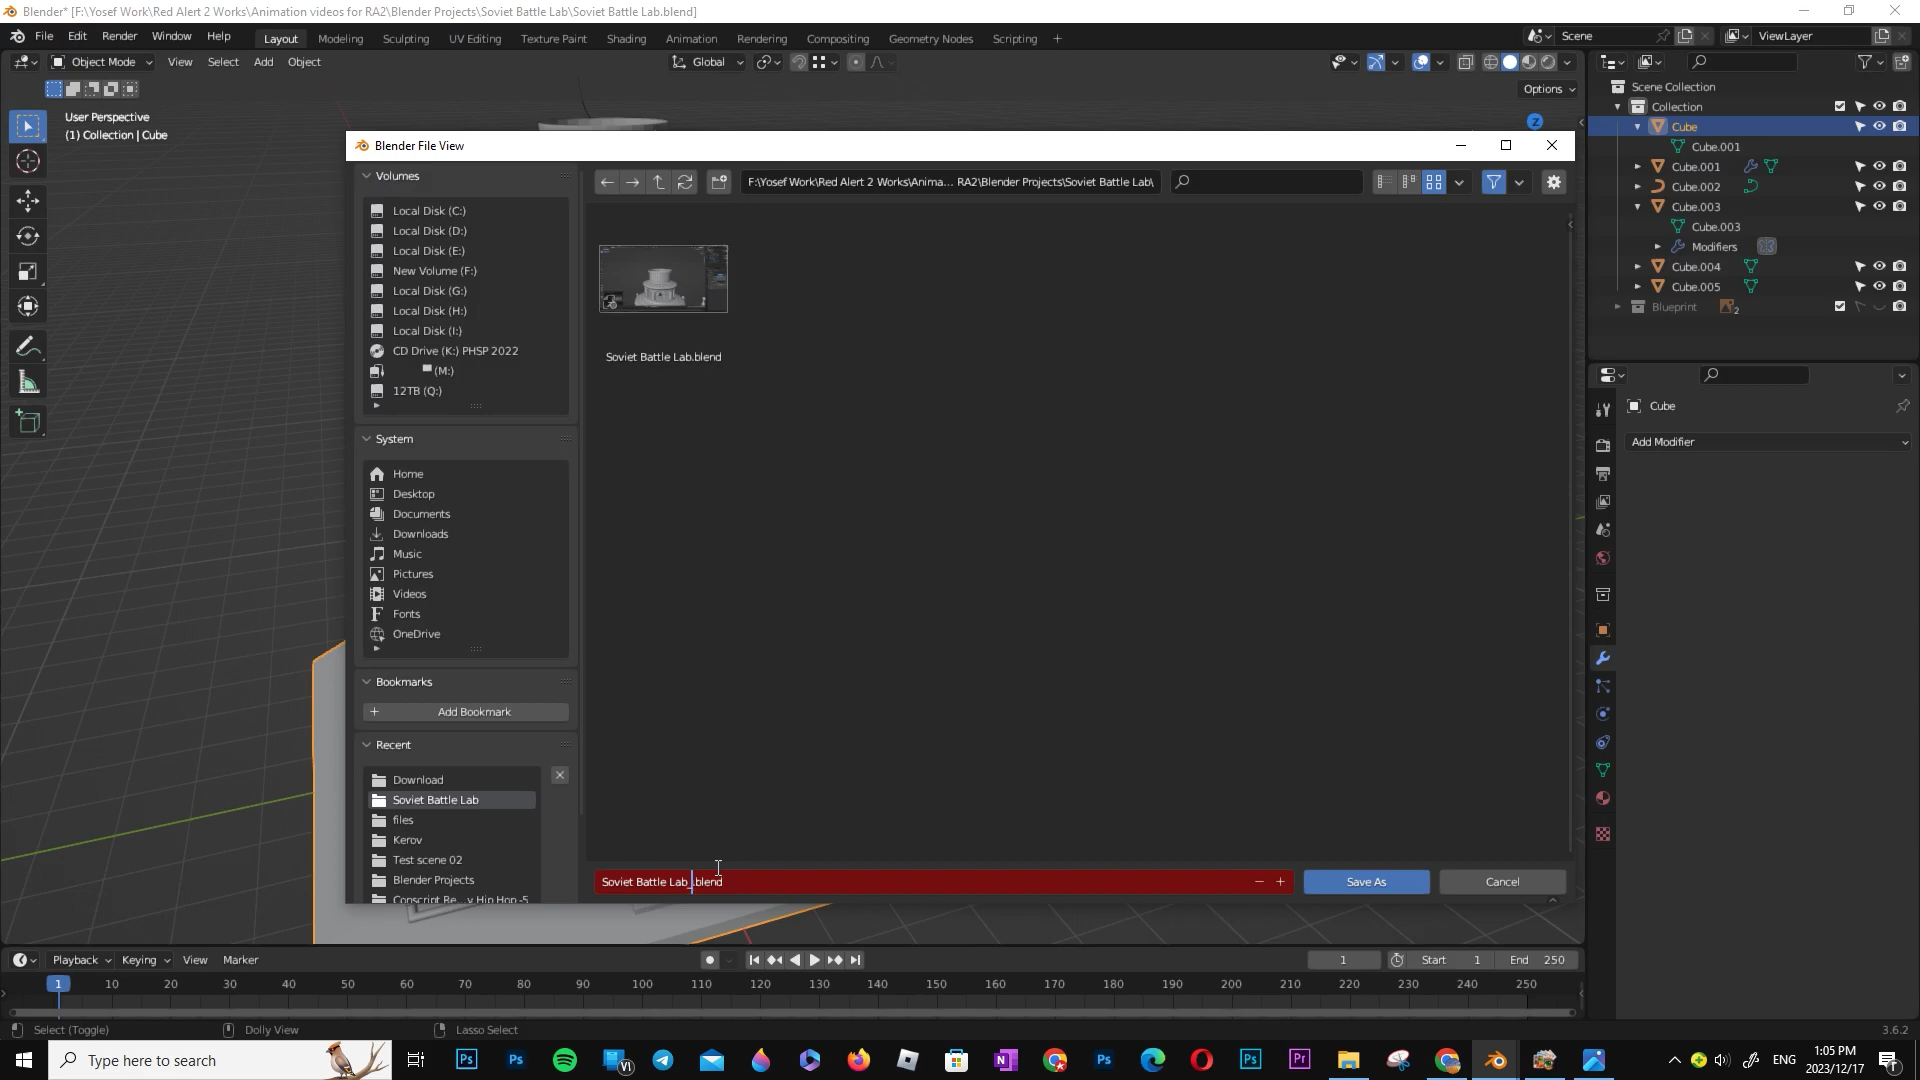 Blender* [F:\Yosef Work\Red Alert 2 Works\Animation videos for RA2\Blender Projects\Soviet Battle Lab\Soviet Battle Lab.blend]
File Edit Render Window Help Layout Modeling Sculpting UV Editing Texture Paint Shading Animation Rendering Compositing Geometry Nodes Scripting + Scene ViewLayer
Object Mode View Select Add Object Global
Options
User Perspective
(1) Collection | Cube
Scene Collection
Collection
Cube
Cube.001
Cube.001
Cube.002
Cube.003
Cube.003
Modifiers
Cube.004
Cube.005
Blueprint 2
Cube
Add Modifier
Blender File View
Volumes
F:\Yosef Work\Red Alert 2 Works\Anima... RA2\Blender Projects\Soviet Battle Lab\
Local Disk (C:)
Local Disk (D:)
Local Disk (E:)
New Volume (F:)
Local Disk (G:)
Local Disk (H:)
Local Disk (I:)
CD Drive (K:) PHSP 2022
(M:)
12TB (Q:)
Soviet Battle Lab.blend
System
Home
Desktop
Documents
Downloads
Music
Pictures
Videos
Fonts
OneDrive
Bookmarks
+ Add Bookmark
Recent
Download
Soviet Battle Lab
files
Kerov
Test scene 02
Blender Projects
Conscript Re...y Hip Hop -5
Soviet Battle Lab_.blend
Save As
Cancel
Z
Playback Keying View Marker 1 Start 1 End 250
1 10 20 30 40 50 60 70 80 90 100 110 120 130 140 150 160 170 180 190 200 210 220 230 240 250
Select (Toggle) Dolly View Lasso Select 3.6.2
Type here to search
ENG
1:05 PM
2023/12/17